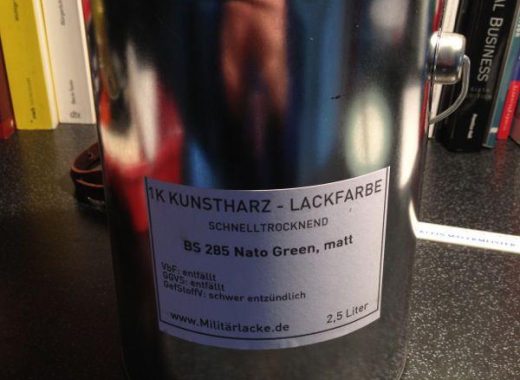 1K KUNSTHARZ - LACKFARBE
SCHNELLTROCKNEND
BS 285 Nato Green, matt
VbF: entfällt
GGVS: entfällt
GefStoffV: schwer entzündlich
www.Militärlacke.de
2,5 Liter
BUSINESS